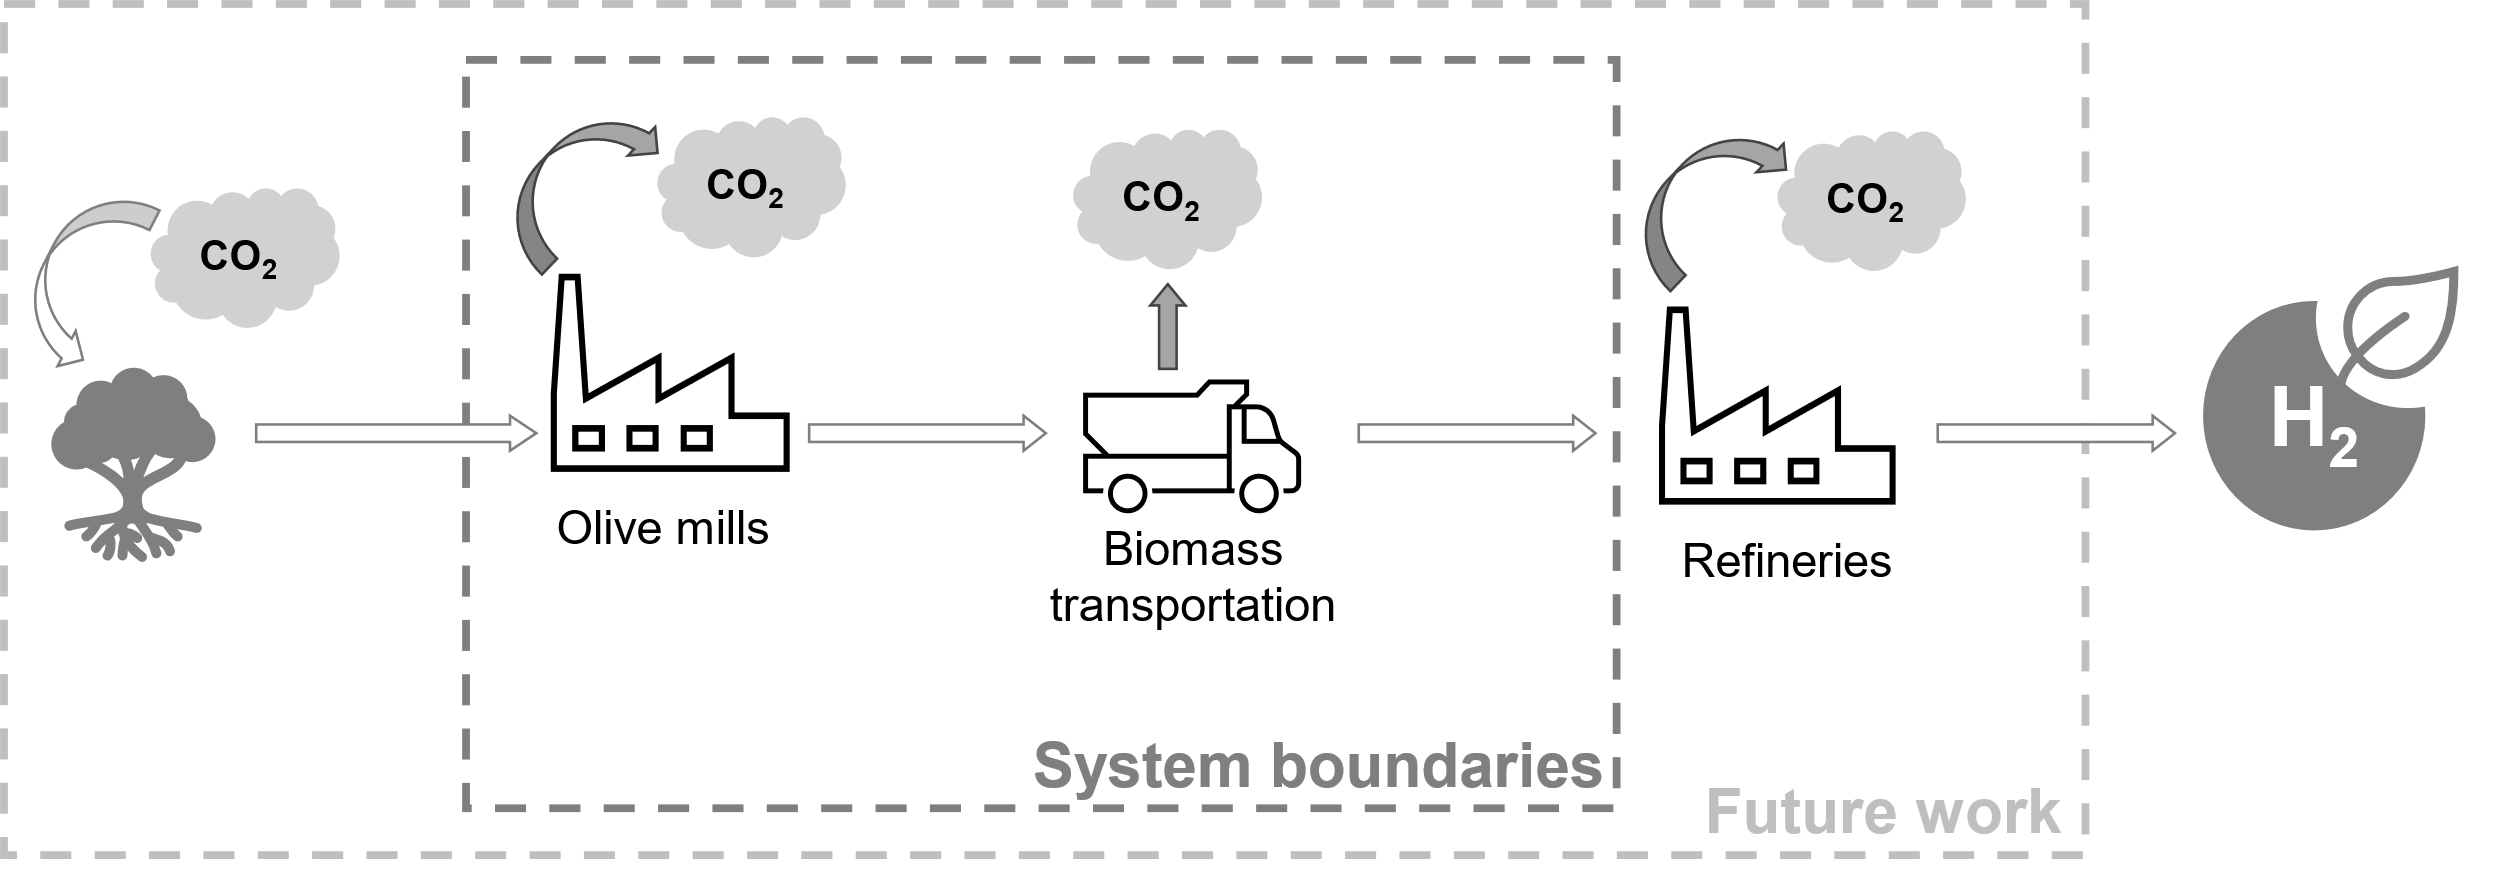 CO₂
CO₂
CO₂
CO₂
H₂
Olive mills
Biomass
transportation
Refineries
System boundaries
Future work